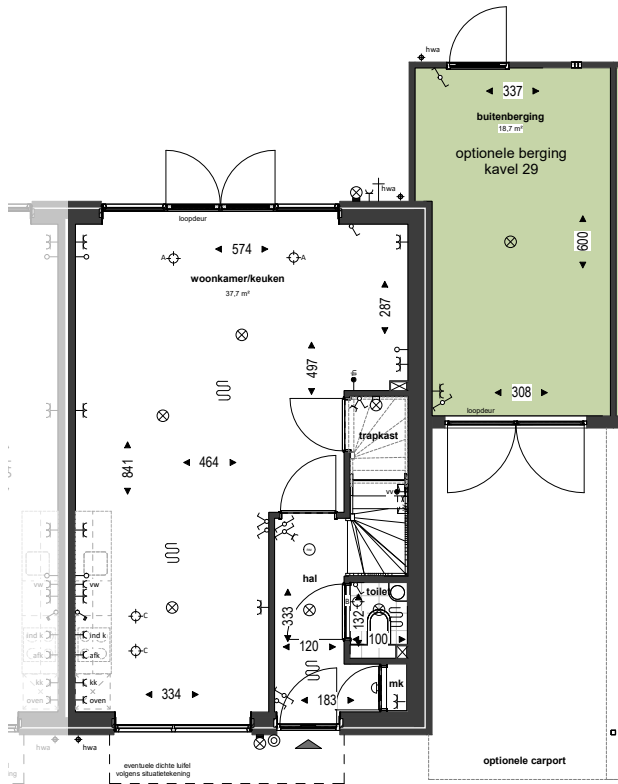 hwa
337
buitenberging
18,7 m²
optionele berging
kavel 29
hwa
loopdeur
574
A
A
woonkamer/keuken
37,7 m²
600
287
497
th
308
loopdeur
trapkast
841
464
vv
hal
toilet
vw
vw
333
132
B
100
C
C
ind k
ind k
afk
afk
120
kk
kk
mk
oven
oven
334
183
hwa
hwa
eventuele dichte luifel
volgens situatietekening
optionele carport